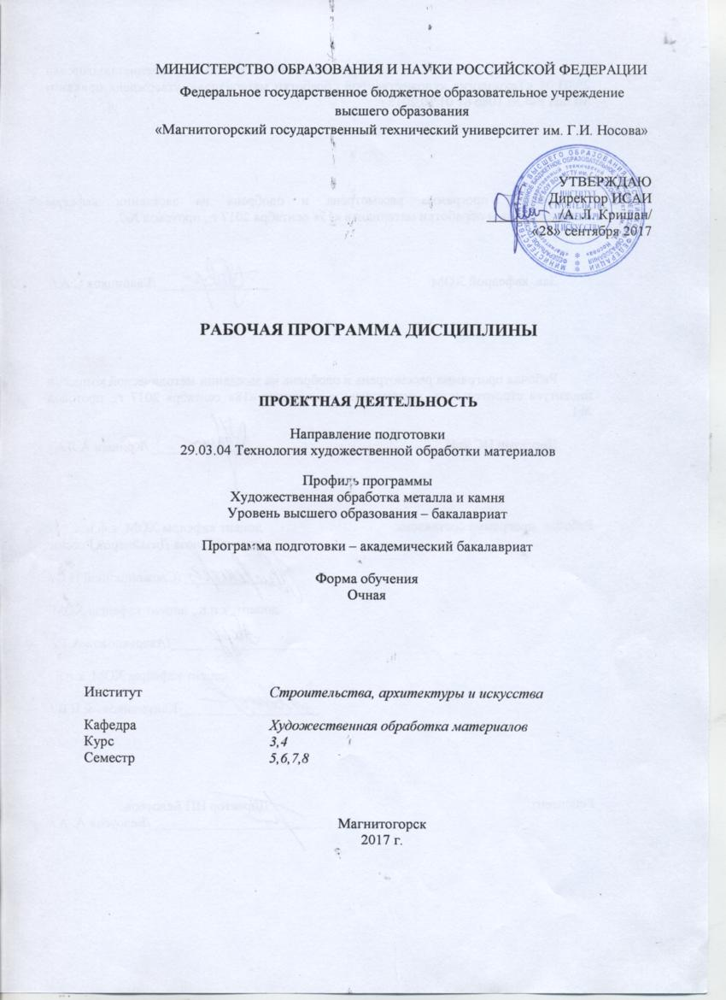 МИНИСТЕРСТВО ОБРАЗОВАНИЯ И НАУКИ РОССИЙСКОЙ ФЕДЕРАЦИИ
Федеральное государственное бюджетное образовательное учреждение
высшего образования
«Магнитогорский государственный технический университет им. Г.И. Носова»
УТВЕРЖДАЮ
Директор ИСАИ
/А. Л. Кришан/
«28» сентября 2017
РАБОЧАЯ ПРОГРАММА ДИСЦИПЛИНЫ
ПРОЕКТНАЯ ДЕЯТЕЛЬНОСТЬ
Направление подготовки
29.03.04 Технология художественной обработки материалов
Профиль программы
Художественная обработка металла и камня
Уровень высшего образования – бакалавриат
Программа подготовки – академический бакалавриат
Форма обучения
Очная
Институт Строительства, архитектуры и искусства
Кафедра Художественная обработка материалов
Курс 3,4
Семестр 5,6,7,8
Магнитогорск
2017 г.